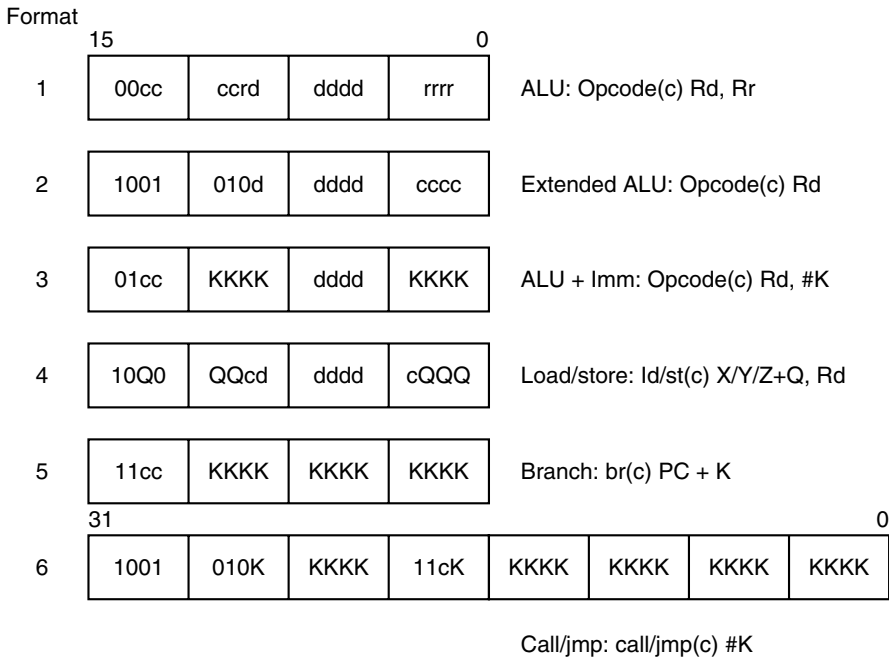 Format
15 0
1 00cc ccrd dddd rrrr ALU: Opcode(c) Rd, Rr
2 1001 010d dddd cccc Extended ALU: Opcode(c) Rd
3 01cc KKKK dddd KKKK ALU + Imm: Opcode(c) Rd, #K
4 10Q0 QQcd dddd cQQQ Load/store: ld/st(c) X/Y/Z+Q, Rd
5 11cc KKKK KKKK KKKK Branch: br(c) PC + K
31 0
6 1001 010K KKKK 11cK KKKK KKKK KKKK KKKK
Call/jmp: call/jmp(c) #K